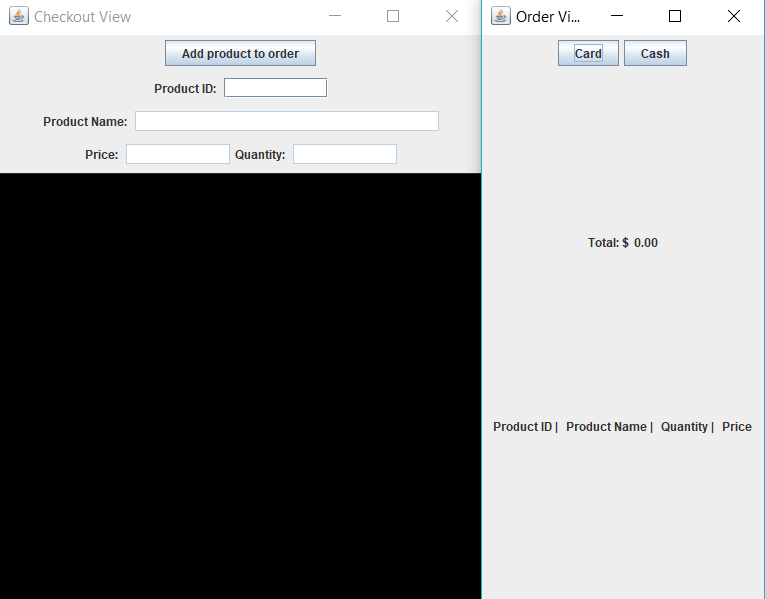 Checkout View
Add product to order
Product ID:
Product Name:
Price: Quantity:
Order Vi...
Card Cash
Total: $ 0.00
Product ID | Product Name | Quantity | Price